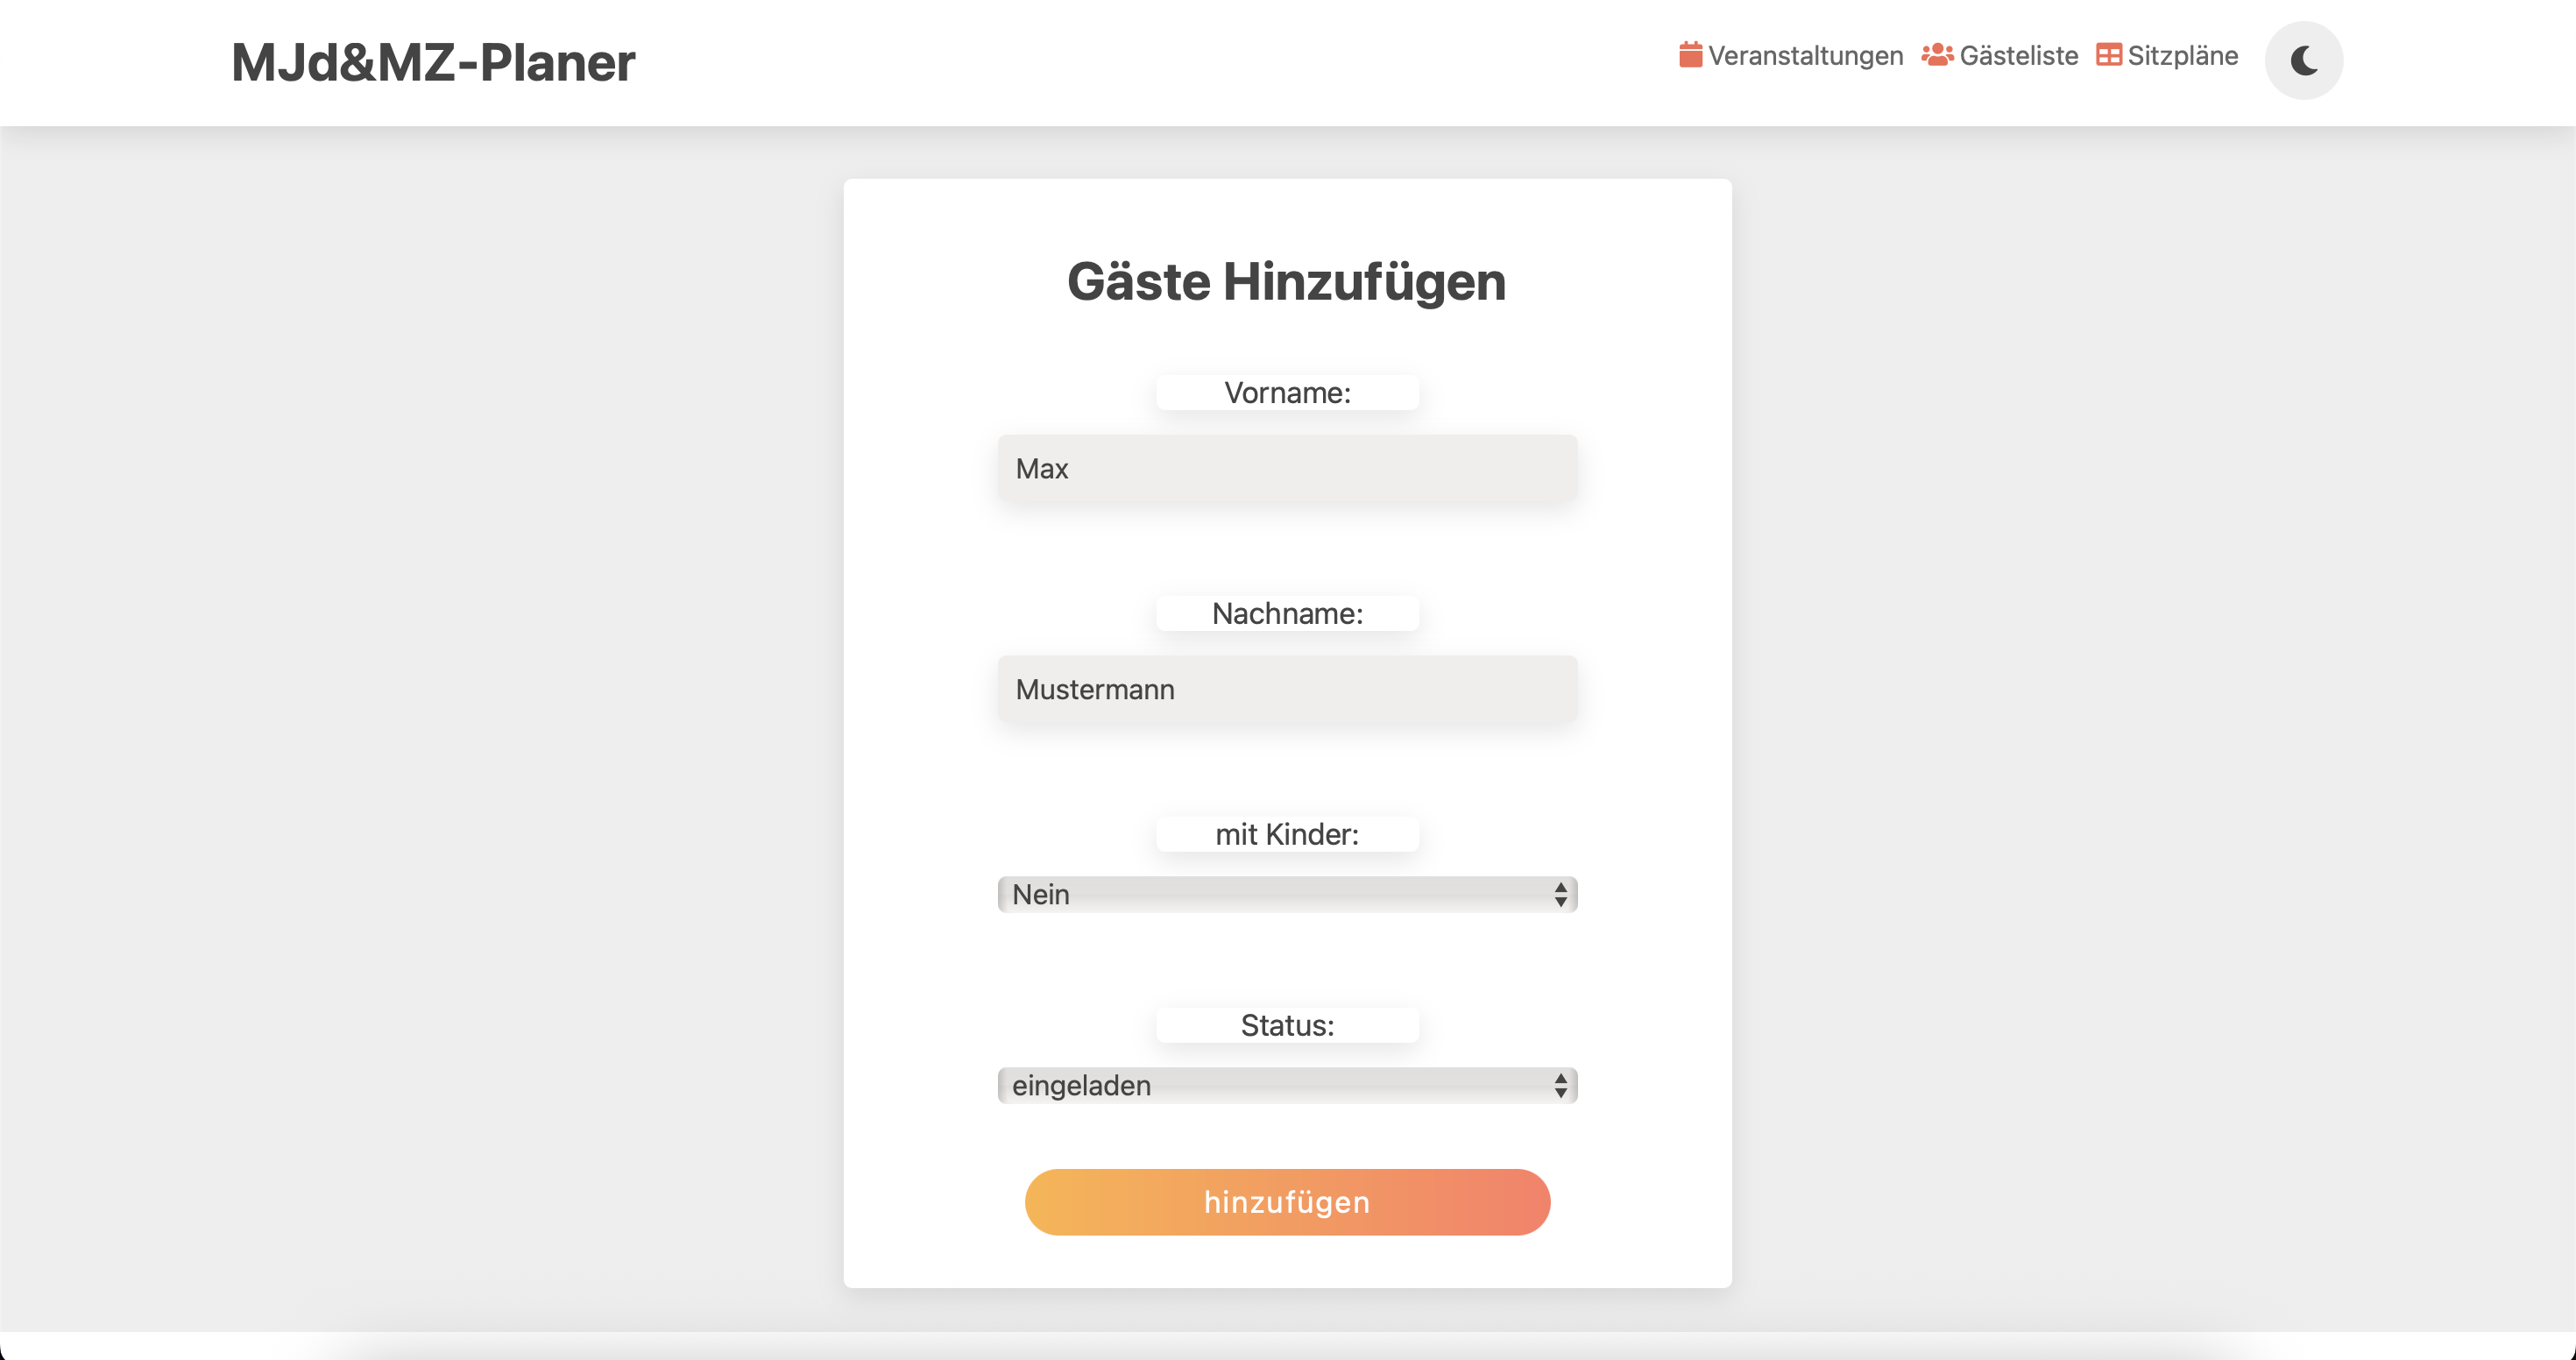 MJd&MZ-Planer
Veranstaltungen Gästeliste Sitzpläne
Gäste Hinzufügen
Vorname:
Max
Nachname:
Mustermann
mit Kinder:
Nein
Status:
eingeladen
hinzufügen